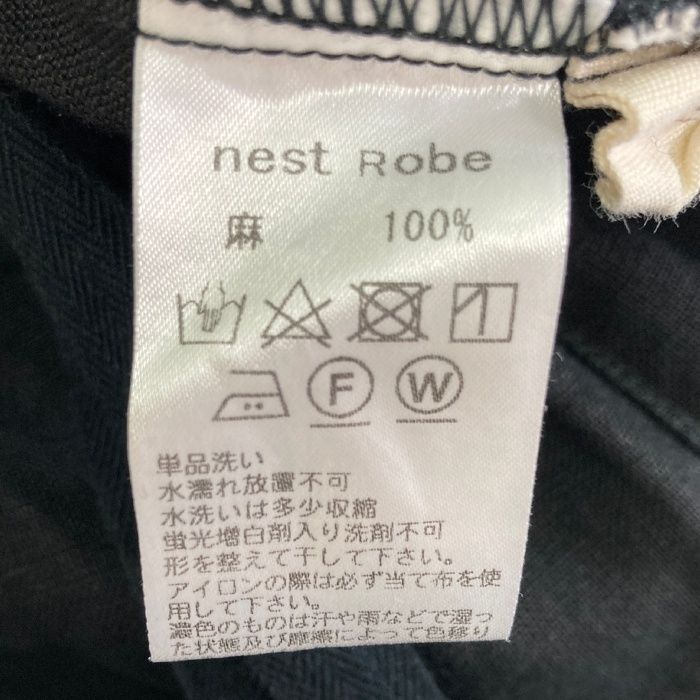 nest Robe
麻 100%
F W
単品洗い
水濡れ放置不可
水洗いは多少収縮
蛍光増白剤入り洗剤不可
形を整えて干して下さい。
アイロンの際は必ず当て布を使
用して下さい。
濃色のものは汗や雨などで湿っ
た状態及び摩擦によって色移り